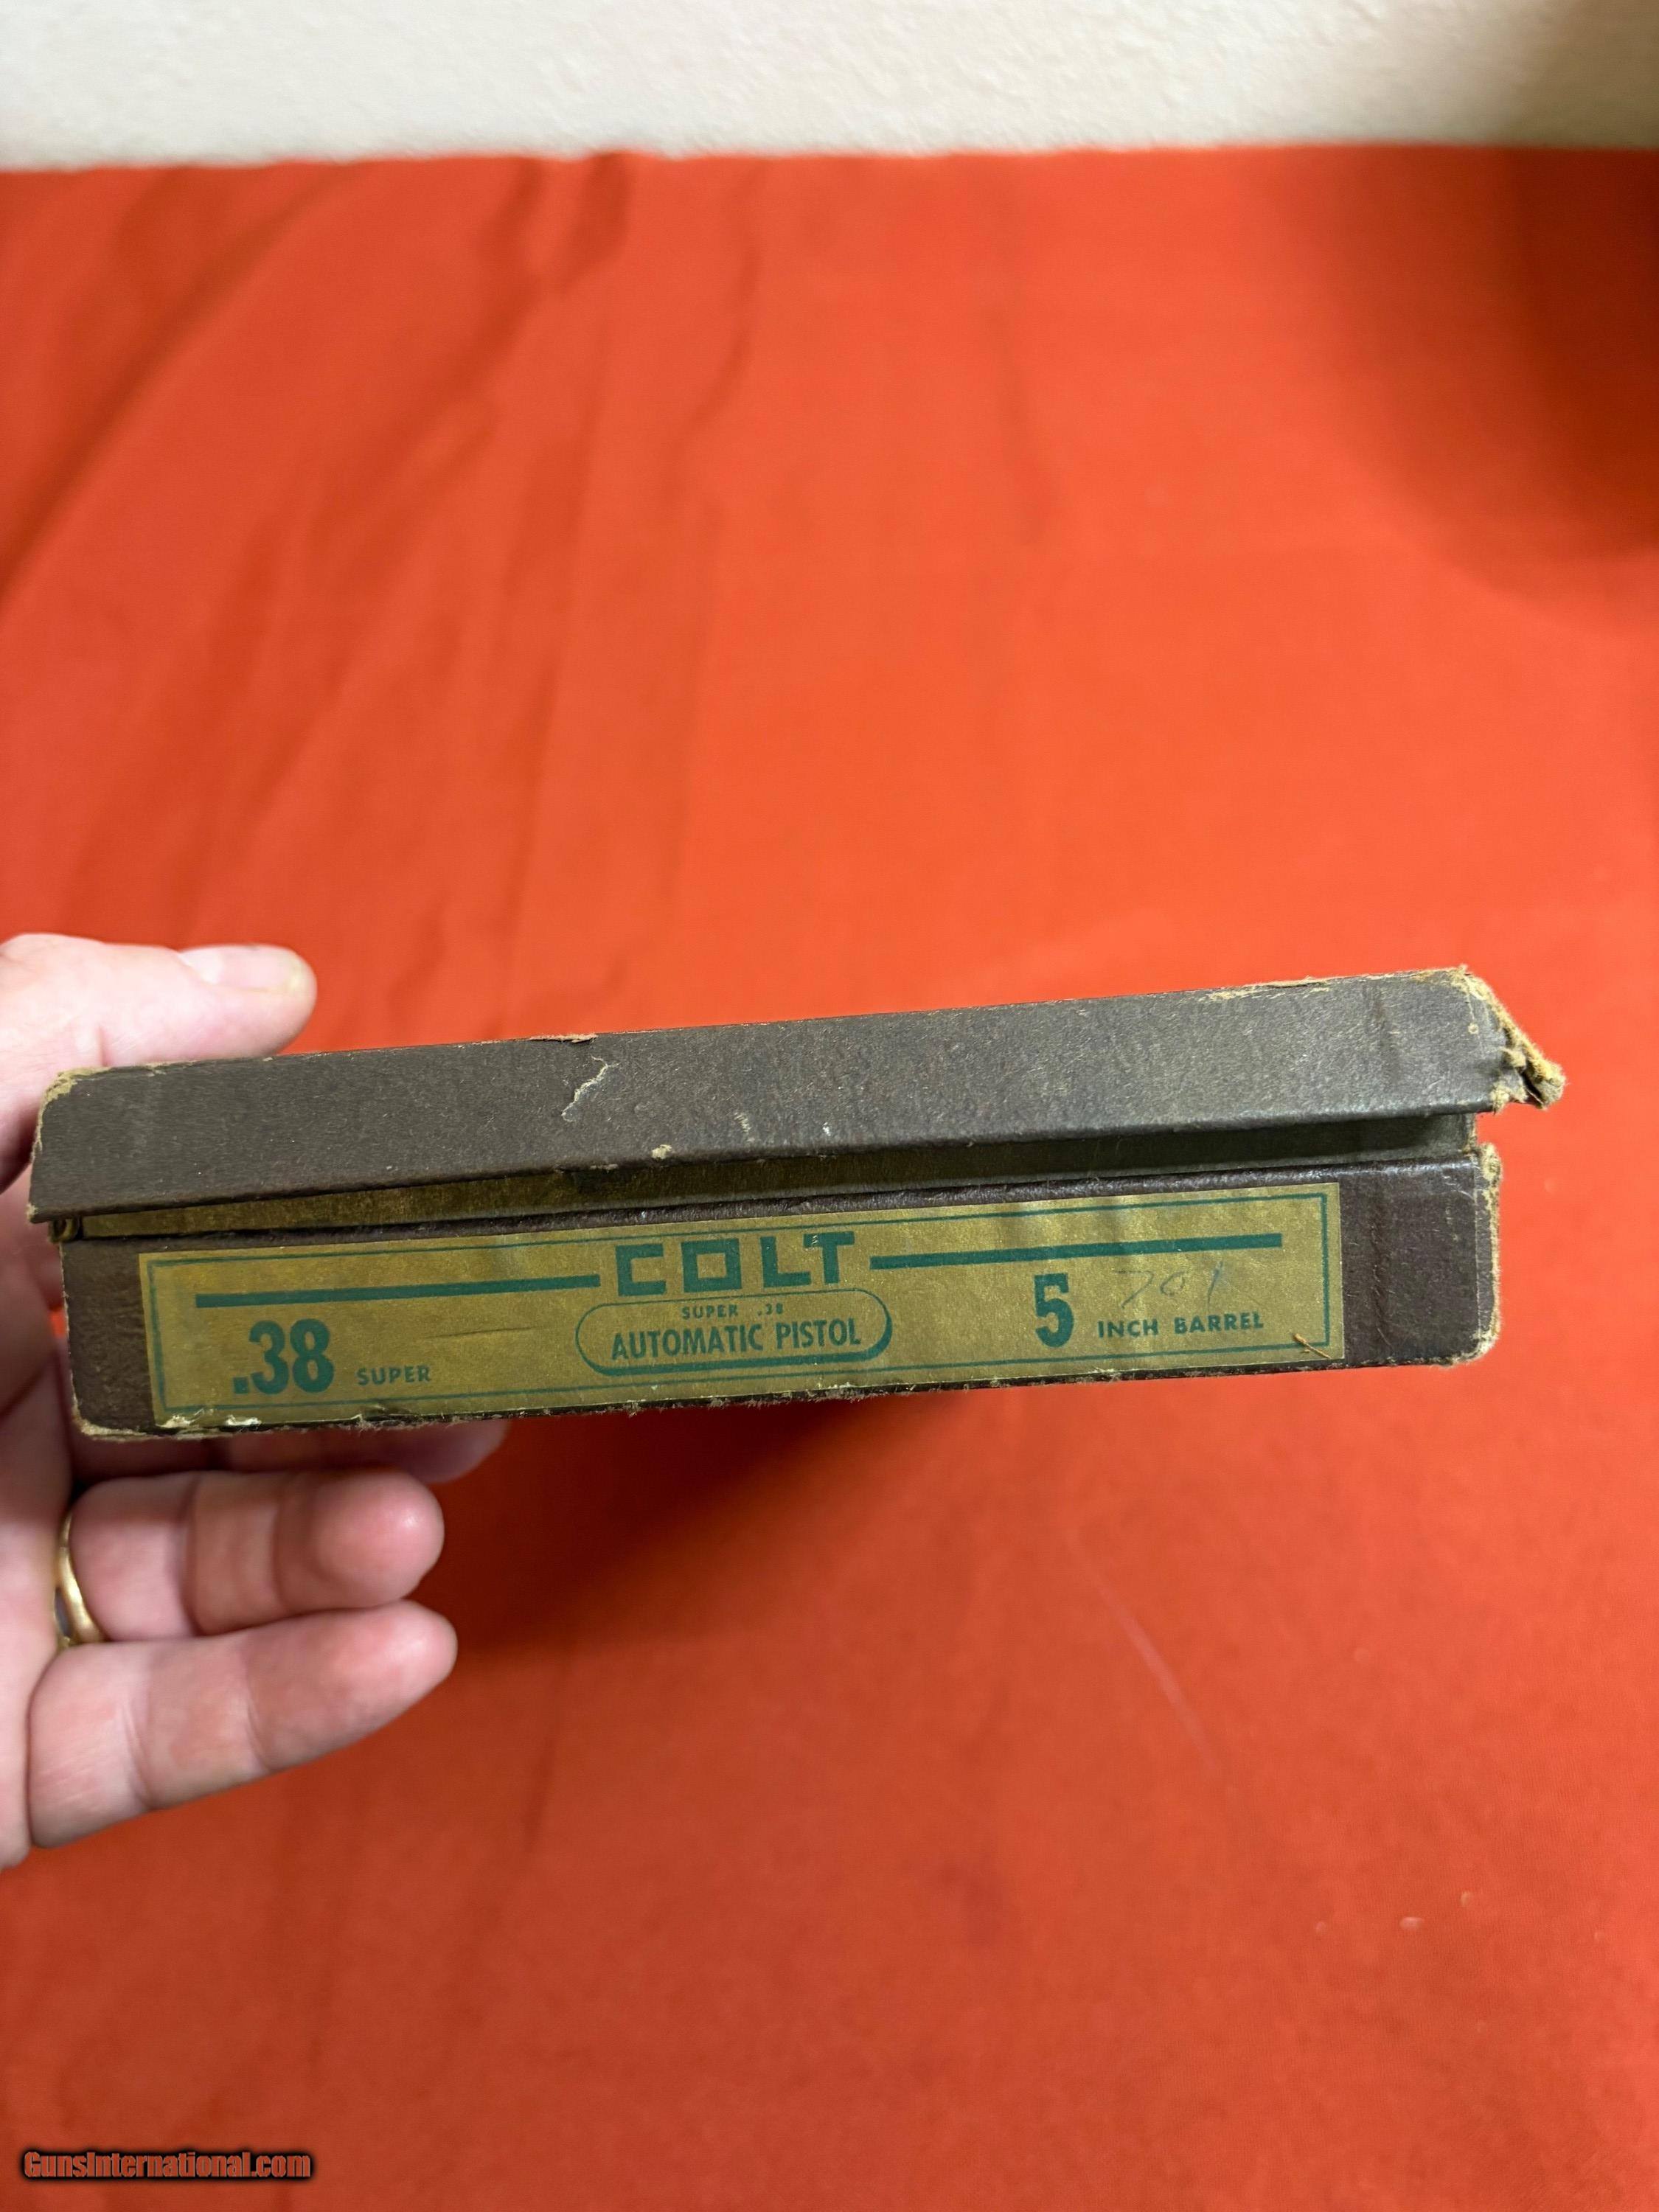 COLT
SUPER .38
AUTOMATIC PISTOL
.38 SUPER
5 INCH BARREL
GunsInternational.com